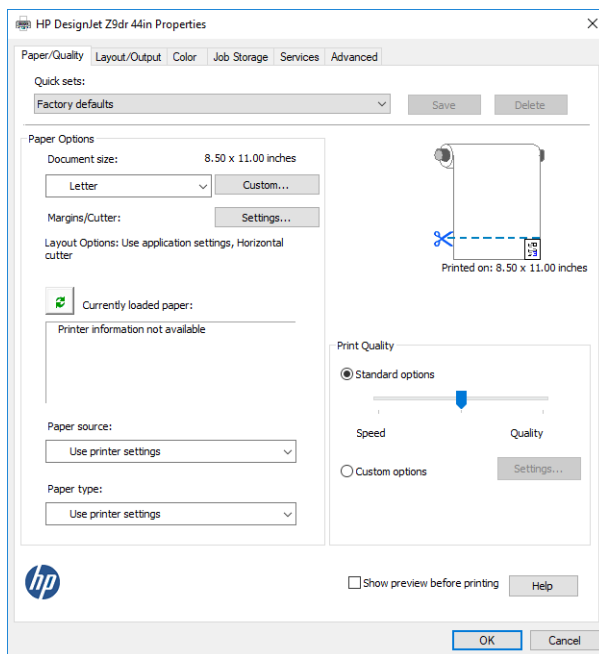 HP DesignJet Z9dr 44in Properties
Paper/Quality Layout/Output Color Job Storage Services Advanced
Quick sets:
Factory defaults Save Delete
Paper Options
Document size: 8.50 x 11.00 inches
Letter Custom...
Margins/Cutter: Settings...
Layout Options: Use application settings, Horizontal
cutter
Printed on: 8.50 x 11.00 inches
Currently loaded paper:
Printer information not available
Print Quality
Standard options
Speed Quality
Custom options Settings...
Paper source:
Use printer settings
Paper type:
Use printer settings
hp
Show preview before printing Help
OK Cancel